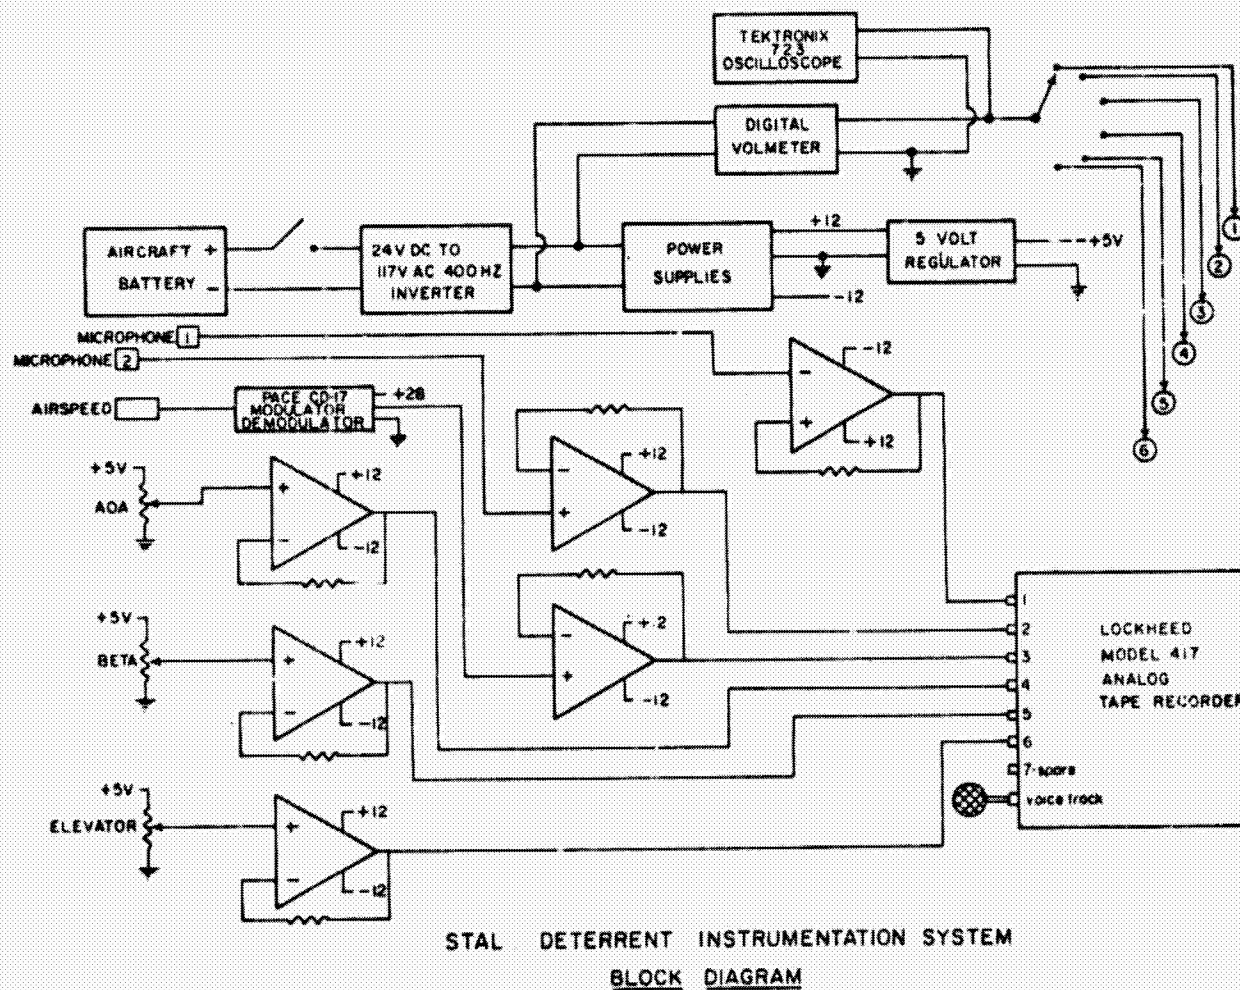 TEKTRONIX
723
OSCILLOSCOPE
DIGITAL
VOLMETER
AIRCRAFT +
BATTERY -
24V DC TO
117V AC 400HZ
INVERTER
POWER
SUPPLIES
+12
-12
5 VOLT
REGULATOR
+5V
1
2
3
4
5
6
MICROPHONE 1
MICROPHONE 2
AIRSPEED
PACE CD-17
MODULATOR
DEMODULATOR
+28
-12
-
+
+12
+12
-
+
-12
+5V
AOA
+12
+
-
-12
+5V
BETA
+12
+
-
-12
+ 2
-
+
-12
+5V
ELEVATOR
+12
+
-
-12
1
2
3
4
5
6
7-spare
voice track
LOCKHEED
MODEL 417
ANALOG
TAPE RECORDER
STAL DETERRENT INSTRUMENTATION SYSTEM
BLOCK DIAGRAM